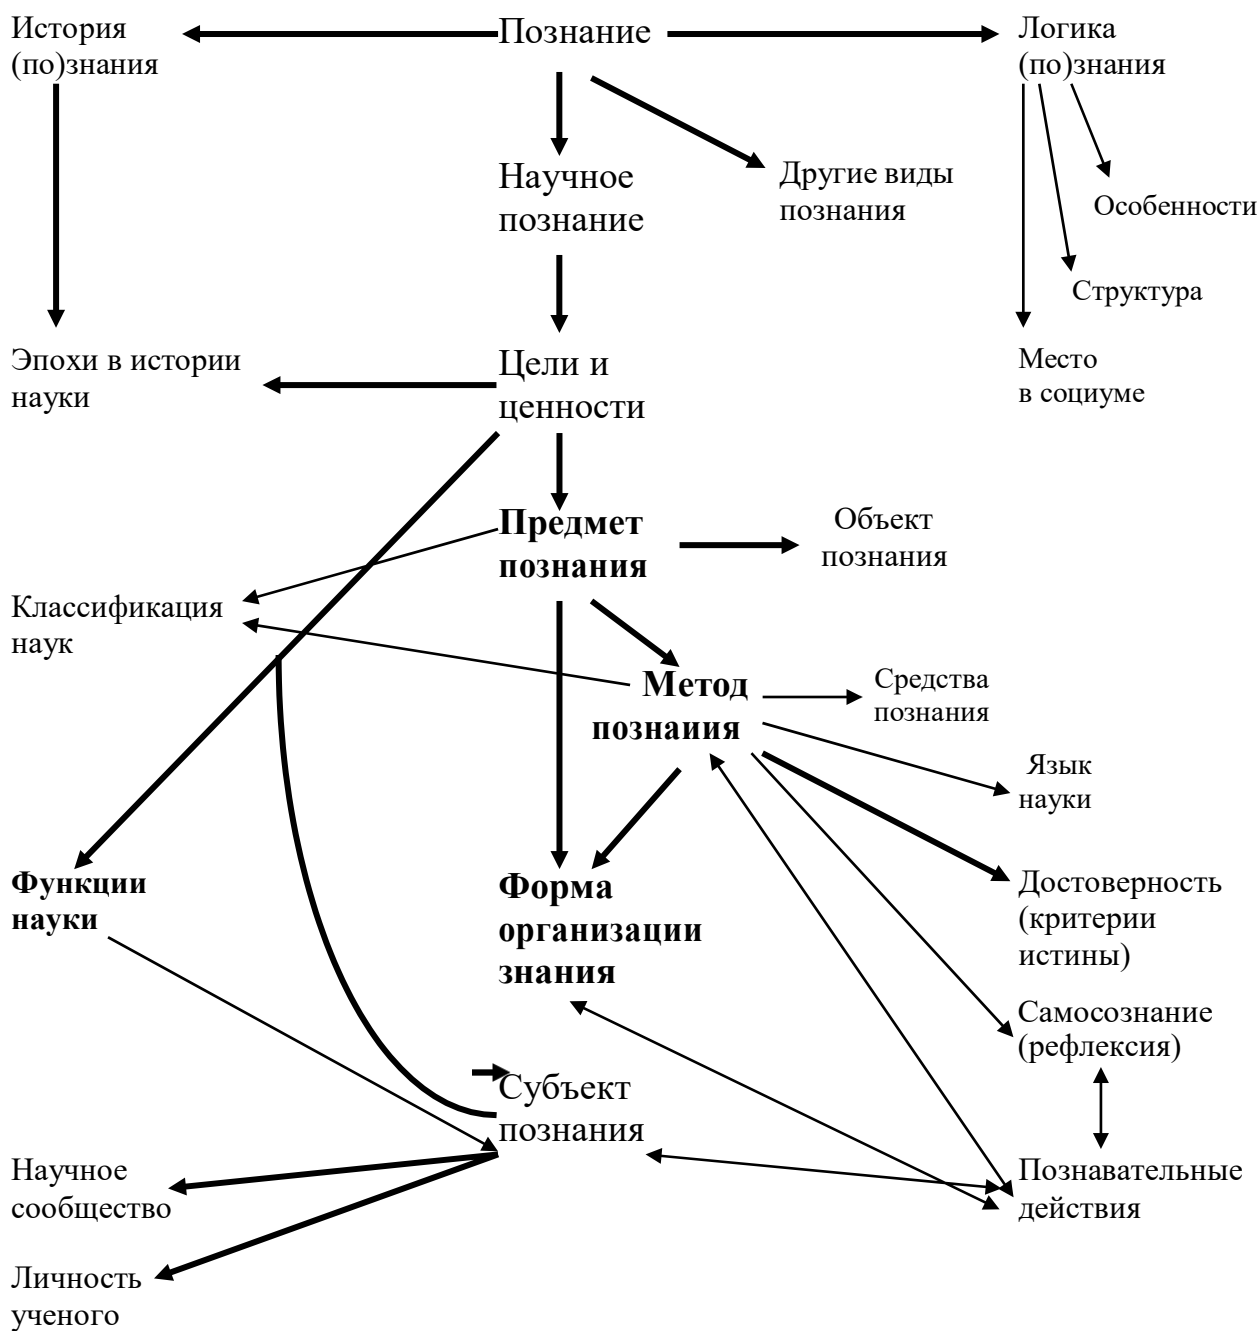 История
(по)знания
Познание
Логика
(по)знания
Научное
познание
Другие виды
познания
Особенности
Структура
Эпохи в истории
науки
Цели и
ценности
Место
в социуме
Предмет
познания
Объект
познания
Классификация
наук
Метод
познаиия
Средства
познания
Язык
науки
Функции
науки
Форма
организации
знания
Достоверность
(критерии
истины)
Самосознание
(рефлексия)
Субъект
познания
Научное
сообщество
Познавательные
действия
Личность
ученого